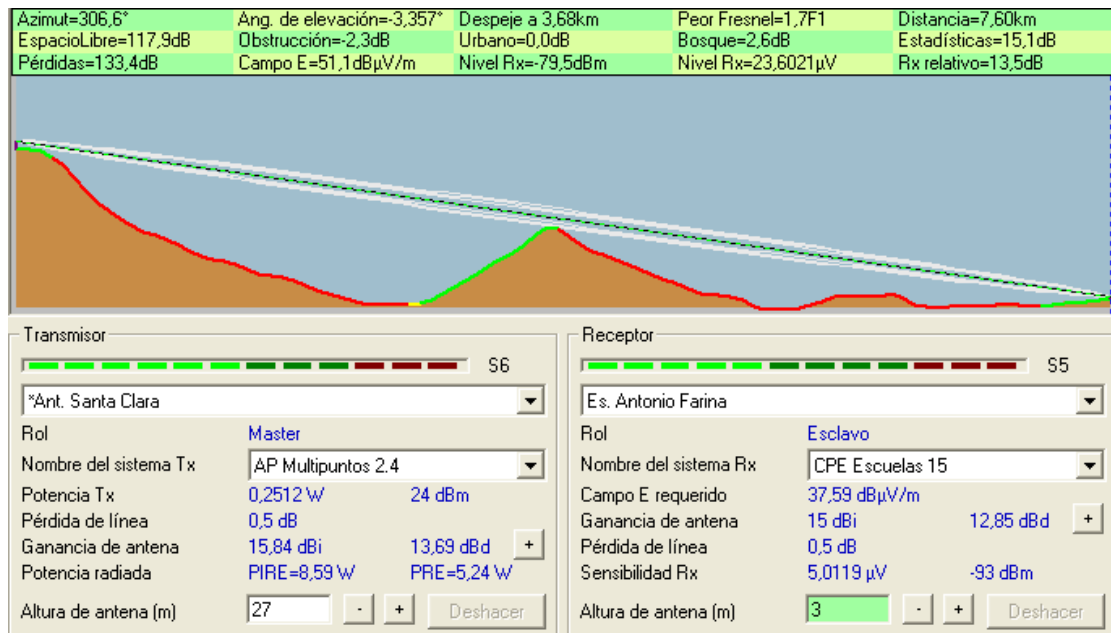 Azimut=306,6° Ang. de elevación=-3,357° Despeje a 3,68km Peor Fresnel=1,7F1 Distancia=7,60km
EspacioLibre=117,9dB Obstrucción=-2,3dB Urbano=0,0dB Bosque=2,6dB Estadísticas=15,1dB
Pérdidas=133,4dB Campo E=51,1dBµV/m Nivel Rx=-79,5dBm Nivel Rx=23,6021µV Rx relativo=13,5dB
Transmisor
S6
*Ant. Santa Clara
Rol Master
Nombre del sistema Tx AP Multipuntos 2.4
Potencia Tx 0,2512 W 24 dBm
Pérdida de línea 0,5 dB
Ganancia de antena 15,84 dBi 13,69 dBd +
Potencia radiada PIRE=8,59 W PRE=5,24 W
Altura de antena (m) 27 - + Deshacer
Receptor
S5
Es. Antonio Farina
Rol Esclavo
Nombre del sistema Rx CPE Escuelas 15
Campo E requerido 37,59 dBµV/m
Ganancia de antena 15 dBi 12,85 dBd +
Pérdida de línea 0,5 dB
Sensibilidad Rx 5,0119 µV -93 dBm
Altura de antena (m) 3 - + Deshacer